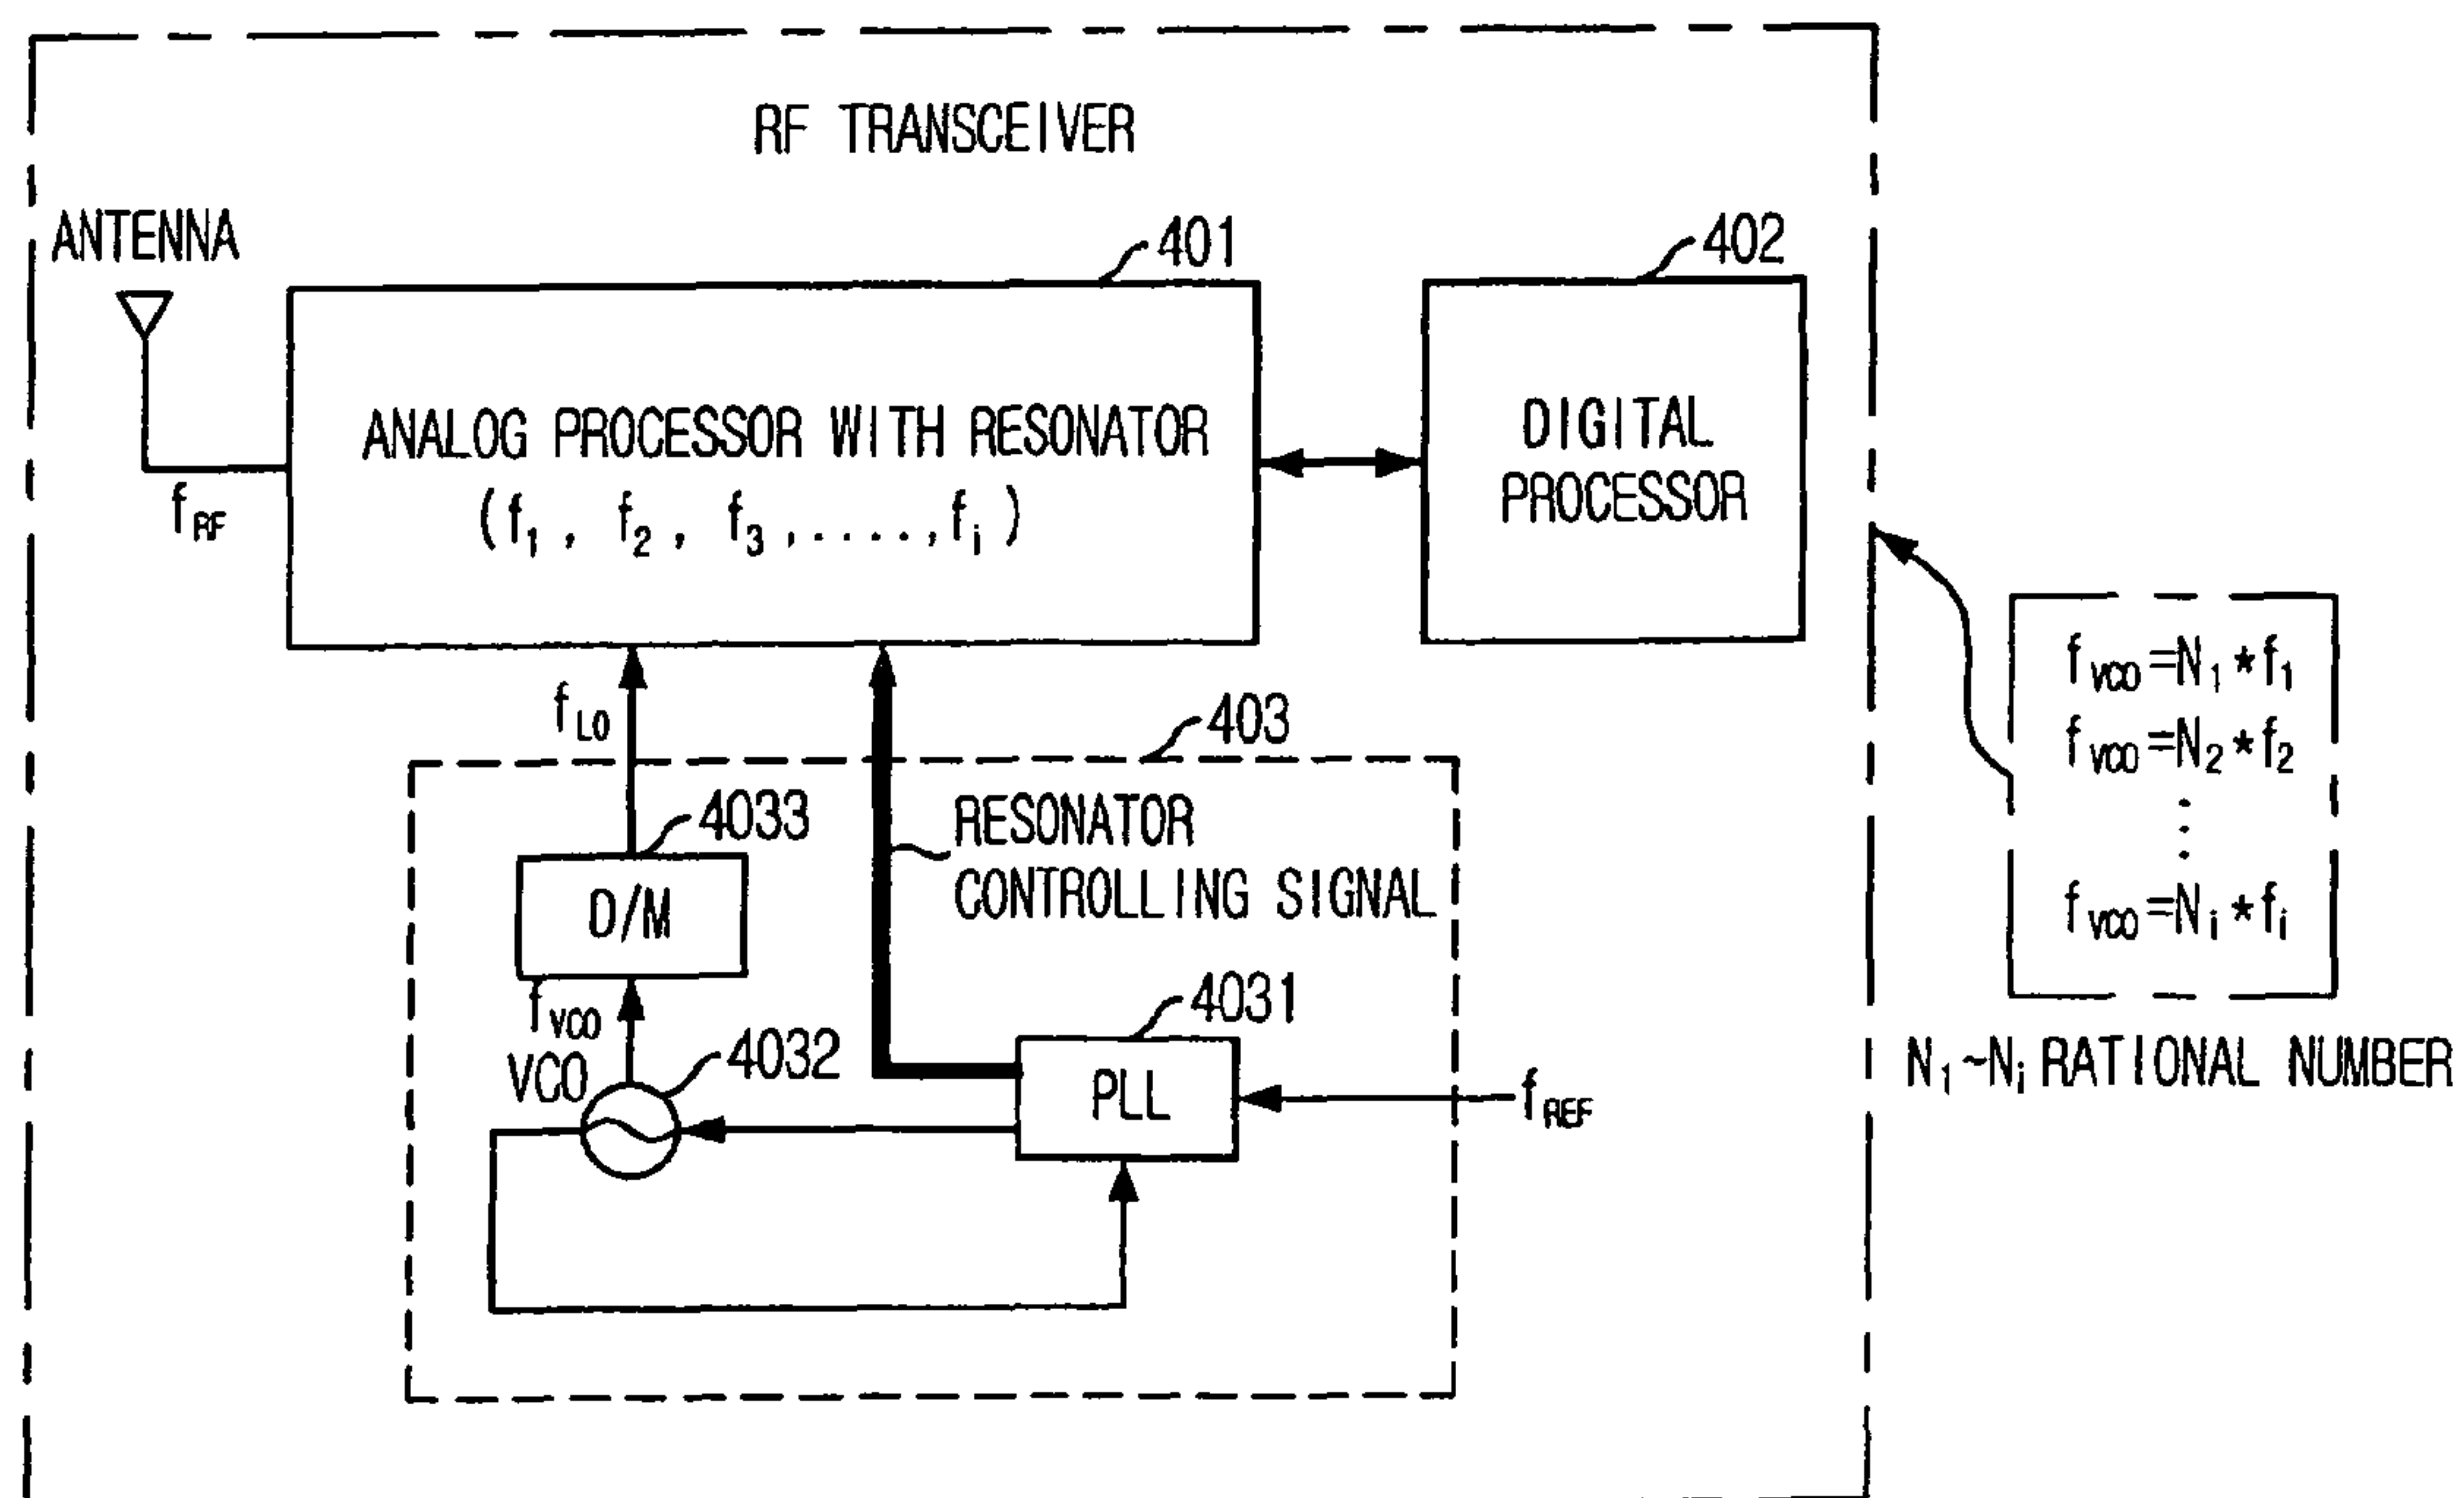 RF TRANSCEIVER
ANTENNA
401
402
ANALOG PROCESSOR WITH RESONATOR
(f1, f2, f3,.....,fi)
DIGITAL
PROCESSOR
fRF
fLO
403
fVCO=N1*f1
fVCO=N2*f2
fVCO=Ni*fi
N1~Ni RATIONAL NUMBER
RESONATOR
CONTROLLING SIGNAL
4033
D/M
fVCO
VCO
4032
4031
PLL
fREF